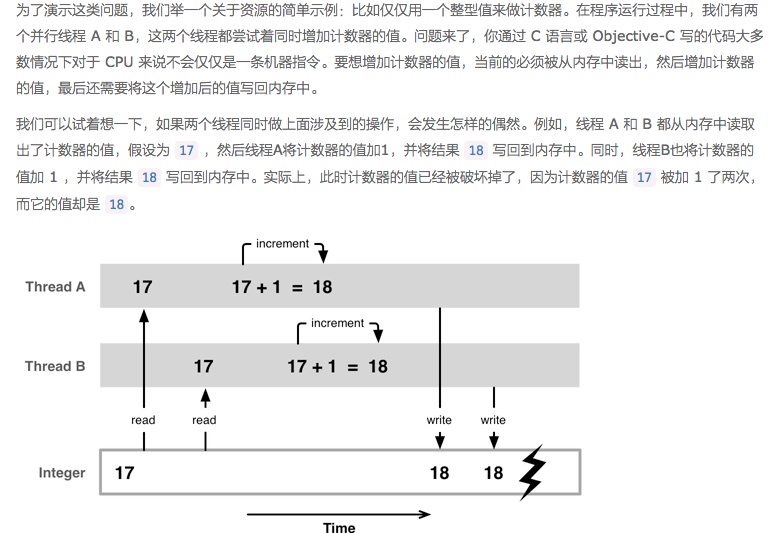 为了演示这类问题，我们举一个关于资源的简单示例：比如仅仅用一个整型值来做计数器。在程序运行过程中，我们有两
个并行线程 A 和 B，这两个线程都尝试着同时增加计数器的值。问题来了，你通过 C 语言或 Objective-C 写的代码大多
数情况下对于 CPU 来说不会仅仅是一条机器指令。要想增加计数器的值，当前的必须被从内存中读出，然后增加计数器
的值，最后还需要将这个增加后的值写回内存中。
我们可以试着想一下，如果两个线程同时做上面涉及到的操作，会发生怎样的偶然。例如，线程 A 和 B 都从内存中读取
出了计数器的值，假设为 17 ，然后线程A将计数器的值加1，并将结果 18 写回到内存中。同时，线程B也将计数器的
值加 1 ，并将结果 18 写回到内存中。实际上，此时计数器的值已经被破坏掉了，因为计数器的值 17 被加 1 了两次，
而它的值却是 18 。
increment
Thread A 17 17 + 1 = 18
increment
Thread B 17 17 + 1 = 18
read read write write
Integer 17 18 18
Time